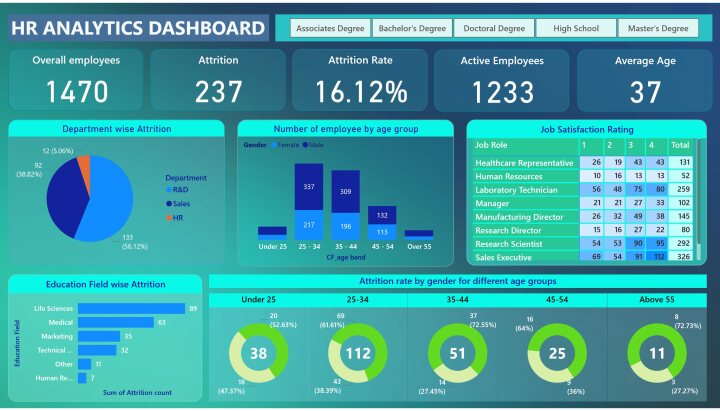 HR ANALYTICS DASHBOARD
Associates Degree
Bachelor's Degree
Doctoral Degree
High School
Master's Degree
Overall employees
1470
Attrition
237
Attrition Rate
16.12%
Active Employees
1233
Average Age
37
Department wise Attrition
12 (5.06%)
92
(38.82%)
133
(56.12%)
Department
R&D
Sales
HR
Number of employee by age group
Gender Female Male
337
217
309
196
132
113
Under 25 25 - 34 35 - 44 45 - 54 Over 55
CF_age band
Job Satisfaction Rating
Job Role 1 2 3 4 Total
Healthcare Representative 26 19 43 43 131
Human Resources 10 16 13 13 52
Laboratory Technician 56 48 75 80 259
Manager 21 21 27 33 102
Manufacturing Director 26 32 49 38 145
Research Director 15 16 27 22 80
Research Scientist 54 53 90 95 292
Sales Executive 69 54 91 112 326
Education Field wise Attrition
Education Field
Life Sciences 89
Medical 63
Marketing 35
Technical ... 32
Other 11
Human Re... 7
Sum of Attrition count
Attrition rate by gender for different age groups
Under 25
20
(52.63%)
38
18
(47.37%)
25-34
69
(61.61%)
112
43
(38.39%)
35-44
37
(72.55%)
51
14
(27.45%)
45-54
16
(64%)
25
9
(36%)
Above 55
8
(72.73%)
11
3
(27.27%)